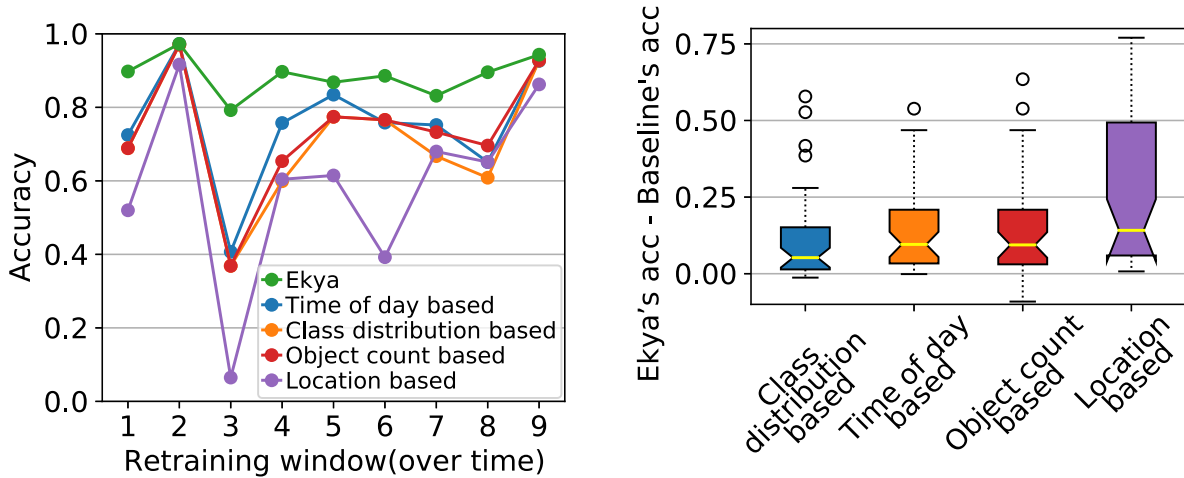 1.0
0.8
0.6
0.4
0.2
0.0
Accuracy
1 2 3 4 5 6 7 8 9
Retraining window(over time)
Ekya
Time of day based
Class distribution based
Object count based
Location based
Ekya's acc - Baseline's acc
0.75
0.50
0.25
0.00
Class
distribution
based
Time of day
based
Object count
based
Location
based